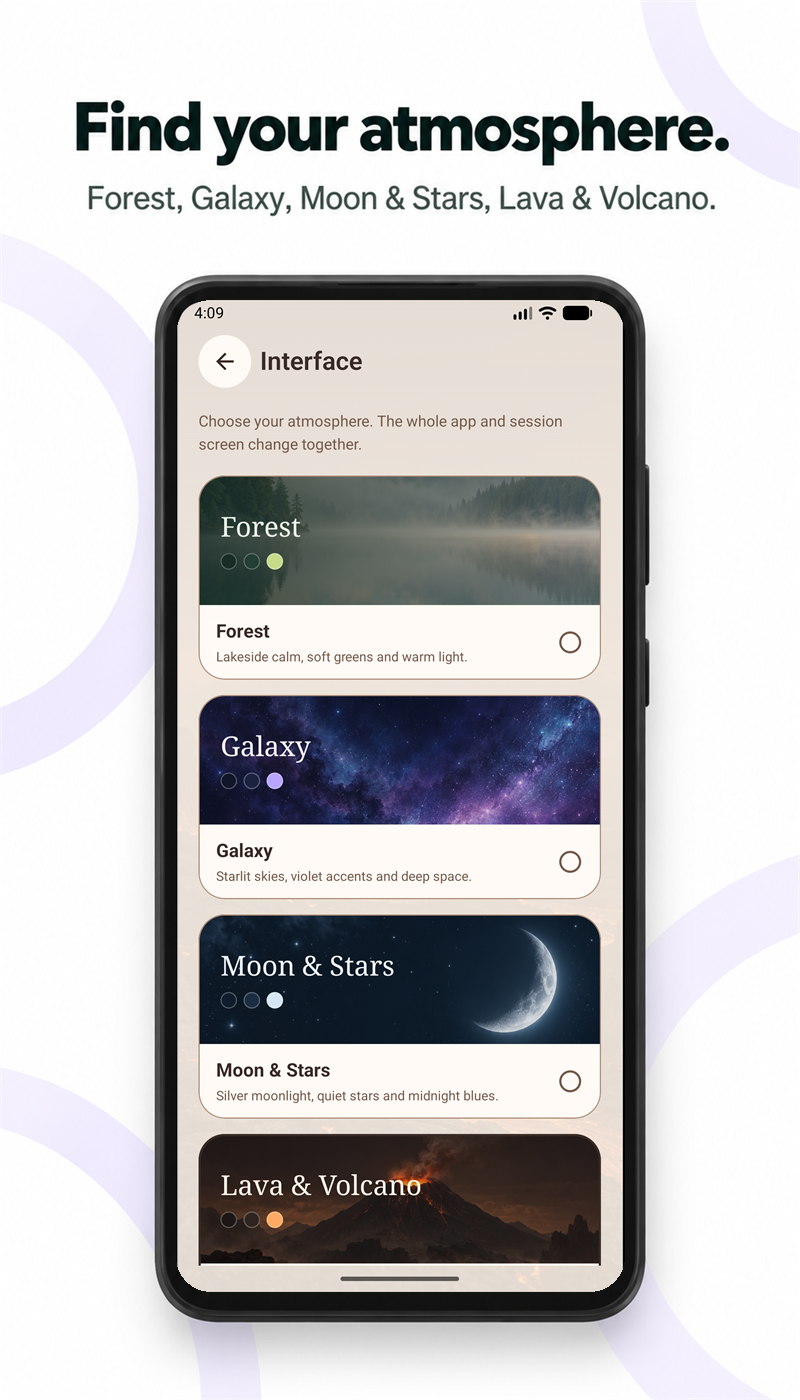 Find your atmosphere.
Forest, Galaxy, Moon & Stars, Lava & Volcano.
4:09
Interface
Choose your atmosphere. The whole app and session
screen change together.
Forest
Forest
Lakeside calm, soft greens and warm light.
Galaxy
Galaxy
Starlit skies, violet accents and deep space.
Moon & Stars
Moon & Stars
Silver moonlight, quiet stars and midnight blues.
Lava & Volcano